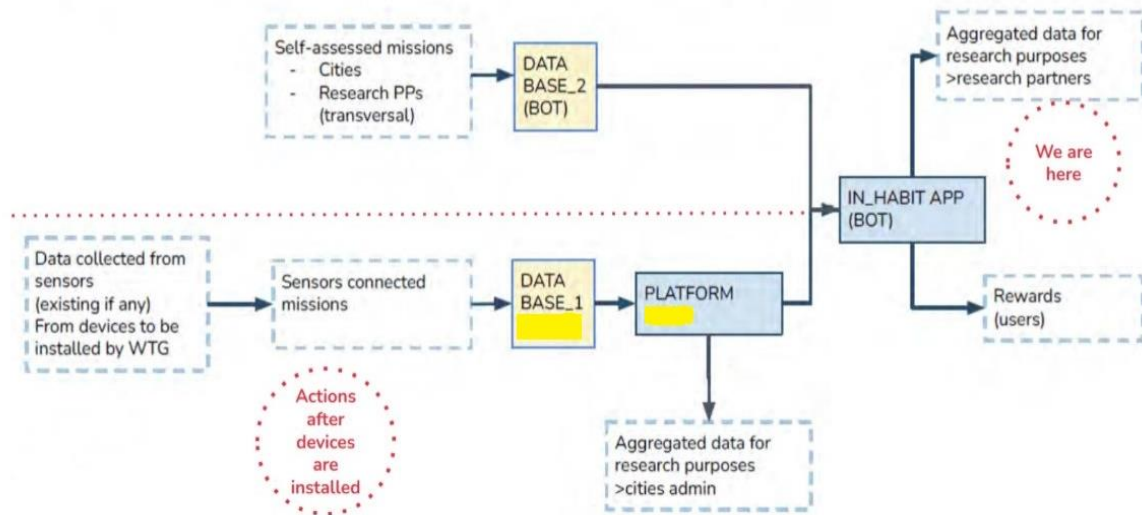 Self-assessed missions
- Cities
- Research PPs
(transversal)
DATA
BASE_2
(BOT)
Aggregated data for
research purposes
>research partners
We are
here
IN_HABIT APP
(BOT)
Data collected from
sensors
(existing if any)
From devices to be
installed by WTG
Sensors connected
missions
DATA
BASE_1
PLATFORM
Rewards
(users)
Actions
after
devices
are
installed
Aggregated data for
research purposes
>cities admin